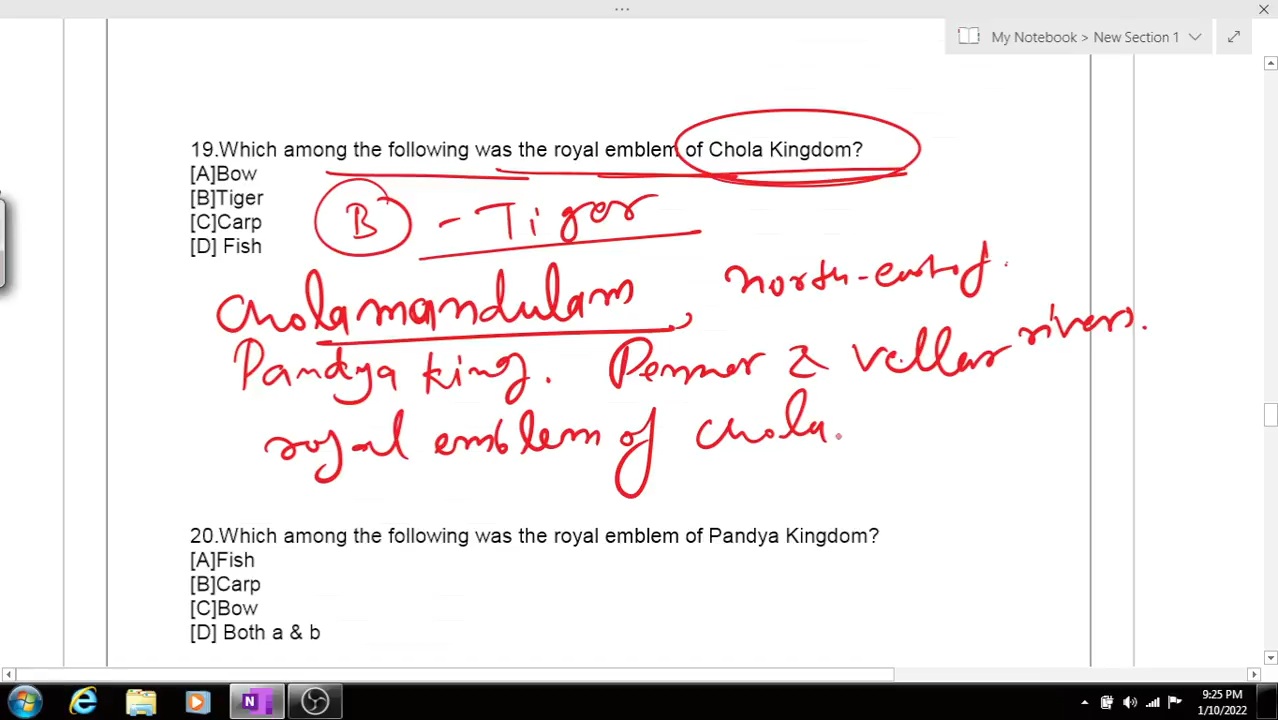 My Notebook > New Section 1
19.Which among the following was the royal emblem of Chola Kingdom?
[A]Bow
[B]Tiger
[C]Carp
[D] Fish
B - Tiger
Cholamandulam, north-east of.
Pandya king. Penner & vellar rivers.
royal emblem of chola
20.Which among the following was the royal emblem of Pandya Kingdom?
[A]Fish
[B]Carp
[C]Bow
[D] Both a & b
9:25 PM
1/10/2022